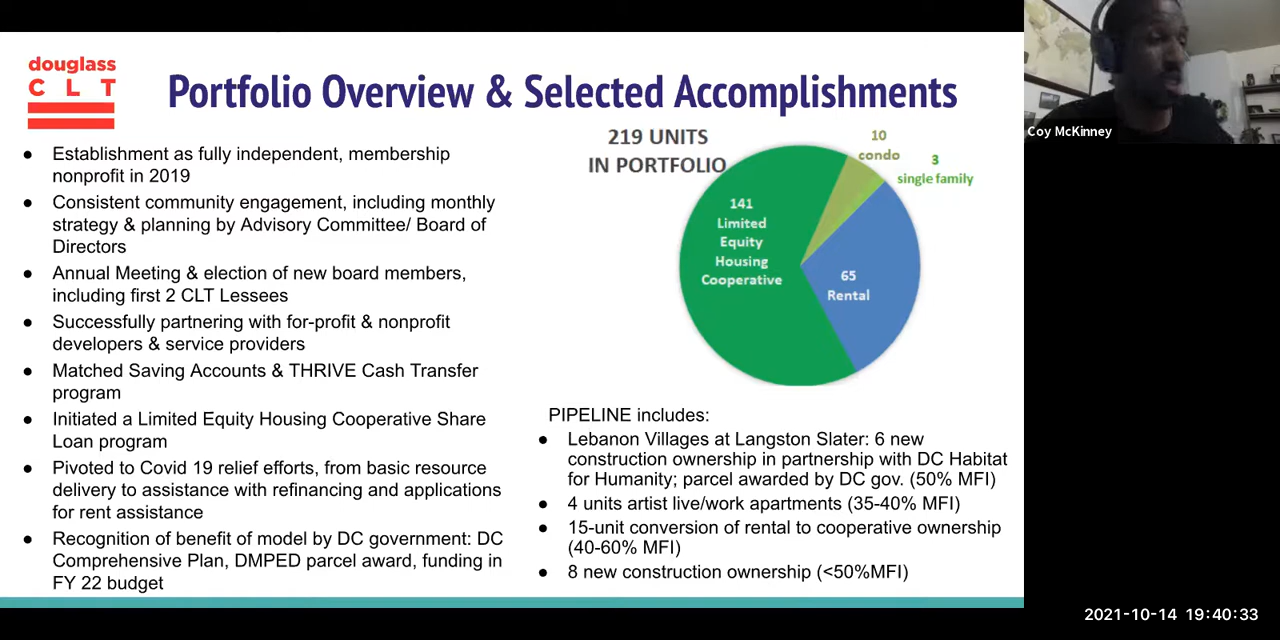 douglass
CLT
Portfolio Overview & Selected Accomplishments
● Establishment as fully independent, membership
nonprofit in 2019
● Consistent community engagement, including monthly
strategy & planning by Advisory Committee/ Board of
Directors
● Annual Meeting & election of new board members,
including first 2 CLT Lessees
● Successfully partnering with for-profit & nonprofit
developers & service providers
● Matched Saving Accounts & THRIVE Cash Transfer
program
● Initiated a Limited Equity Housing Cooperative Share
Loan program
● Pivoted to Covid 19 relief efforts, from basic resource
delivery to assistance with refinancing and applications
for rent assistance
● Recognition of benefit of model by DC government: DC
Comprehensive Plan, DMPED parcel award, funding in
FY 22 budget
219 UNITS
IN PORTFOLIO
10
condo
3
single family
141
Limited
Equity
Housing
Cooperative
65
Rental
PIPELINE includes:
● Lebanon Villages at Langston Slater: 6 new
construction ownership in partnership with DC Habitat
for Humanity; parcel awarded by DC gov. (50% MFI)
● 4 units artist live/work apartments (35-40% MFI)
● 15-unit conversion of rental to cooperative ownership
(40-60% MFI)
● 8 new construction ownership (<50%MFI)
Coy McKinney
2021-10-14 19:40:33